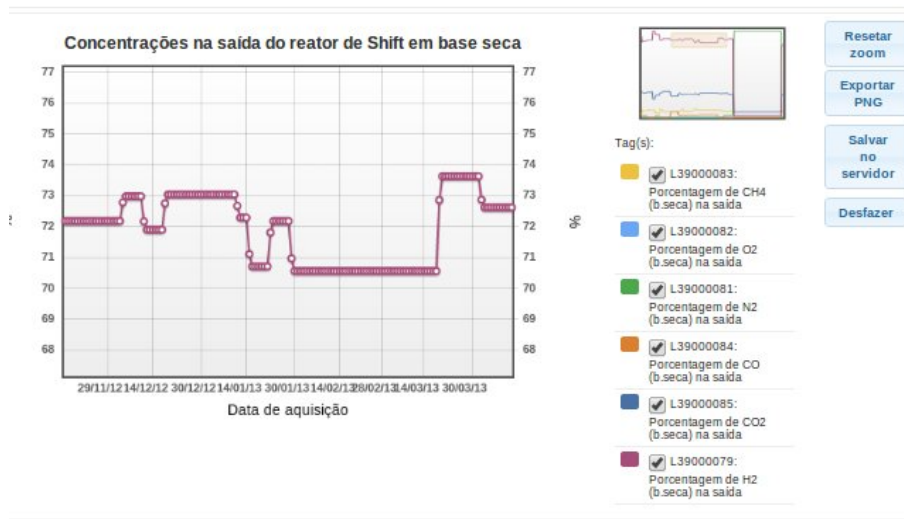 Concentrações na saída do reator de Shift em base seca
77
76
75
74
73
72
71
70
69
68
77
76
75
74
73
72
71
70
69
68
%
29/11/12 14/12/12 30/12/12 14/01/13 30/01/13 14/02/13 28/02/13 14/03/13 30/03/13
Data de aquisição
Tag(s):
L39000083:
Porcentagem de CH4
(b.seca) na saída
L39000082:
Porcentagem de O2
(b.seca) na saída
L39000081:
Porcentagem de N2
(b.seca) na saída
L39000084:
Porcentagem de CO
(b.seca) na saída
L39000085:
Porcentagem de CO2
(b.seca) na saída
L39000079:
Porcentagem de H2
(b.seca) na saída
Resetar
zoom
Exportar
PNG
Salvar
no
servidor
Desfazer